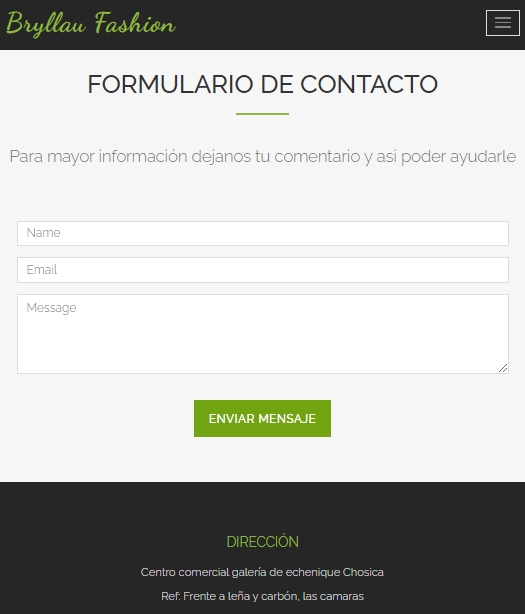 Bryllau Fashion
FORMULARIO DE CONTACTO
Para mayor información dejanos tu comentario y asi poder ayudarle
Name
Email
Message
ENVIAR MENSAJE
DIRECCIÓN
Centro comercial galería de echenique Chosica
Ref: Frente a leña y carbón, las camaras